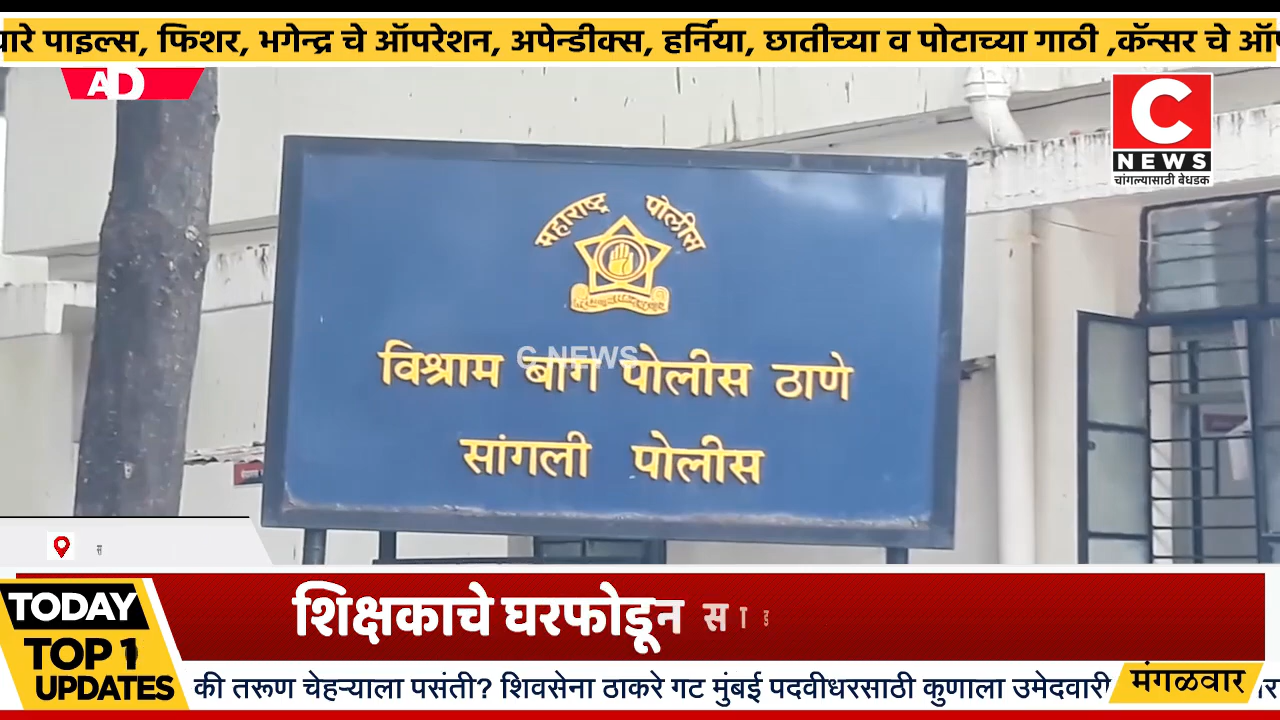 पाइल्स, फिशर, भगेन्द्र चे ऑपरेशन, अपेन्डीक्स, हर्निया, छातीच्या व पोटाच्या गाठी ,कॅन्सर चे
AD
C
NEWS
चांगल्यासाठी बेधडक
महाराष्ट्र पोलीस
विश्राम बाग पोलीस ठाणे
C NEWS
सांगली पोलीस
शिक्षकाचे घरफोडून
TODAY
TOP 1
UPDATES
की तरूण चेहऱ्याला पसंती? शिवसेना ठाकरे गट मुंबई पदवीधरसाठी कुणाला उमेदवारी
मंगळवार